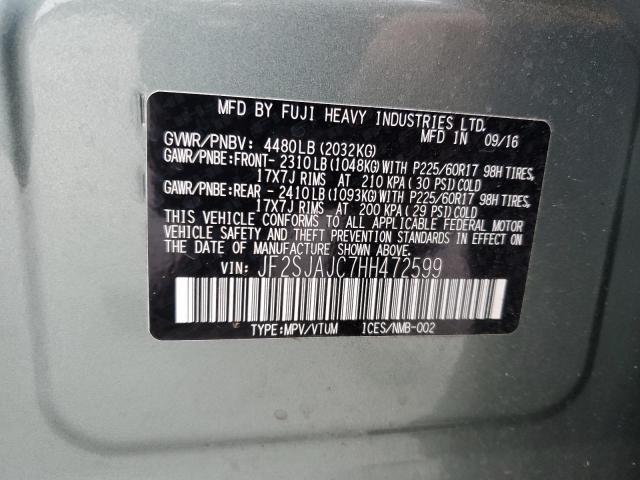 MFD BY FUJI HEAVY INDUSTRIES LTD.
MFD IN 09/16
GVWR/PNBV: 4480LB (2032KG)
GAWR/PNBE:FRONT- 2310LB (1048KG) WITH P225/60R17 98H TIRES,
17X7J RIMS AT 210 KPA ( 30 PSI) COLD
GAWR/PNBE:REAR - 2410LB (1093KG) WITH P225/60R17 98H TIRES,
17X7J RIMS AT 200 KPA ( 29 PSI) COLD
THIS VEHICLE CONFORMS TO ALL APPLICABLE FEDERAL MOTOR
VEHICLE SAFETY AND THEFT PREVENTION STANDARDS IN EFFECT ON
THE DATE OF MANUFACTURE SHOWN ABOVE.
VIN: JF2SJAJC7HH472599
TYPE:MPV/VTUM ICES/NMB-002